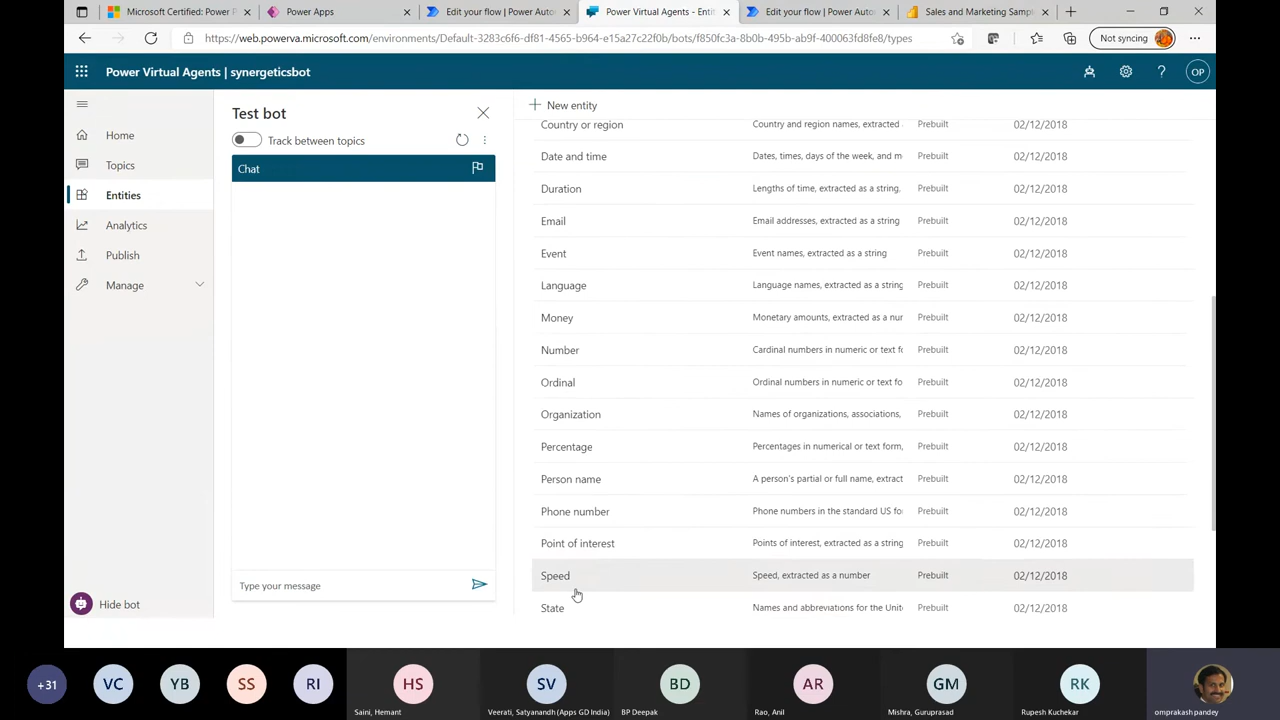 Microsoft Certified: Power P
Power Apps
Edit your flow | Power Autom
Power Virtual Agents - Entiti
Edit your flow | Power Autom
Sales and Marketing Sampl
https://web.powerva.microsoft.com/environments/Default-3283c6f6-df81-4565-b964-e15a27c22f0b/bots/f850fc3a-8b0b-495b-ab9f-400063fd8fe8/types
Not syncing
Power Virtual Agents | synergeticsbot
OP
Home
Topics
Entities
Analytics
Publish
Manage
Hide bot
Test bot
Track between topics
Chat
Type your message
New entity
Country or region Country and region names, extracted Prebuilt 02/12/2018
Date and time Dates, times, days of the week, and m Prebuilt 02/12/2018
Duration Lengths of time, extracted as a string, Prebuilt 02/12/2018
Email Email addresses, extracted as a string Prebuilt 02/12/2018
Event Event names, extracted as a string Prebuilt 02/12/2018
Language Language names, extracted as a string Prebuilt 02/12/2018
Money Monetary amounts, extracted as a nur Prebuilt 02/12/2018
Number Cardinal numbers in numeric or text f Prebuilt 02/12/2018
Ordinal Ordinal numbers in numeric or text fo Prebuilt 02/12/2018
Organization Names of organizations, associations, Prebuilt 02/12/2018
Percentage Percentages in numerical or text form, Prebuilt 02/12/2018
Person name A person's partial or full name, extract Prebuilt 02/12/2018
Phone number Phone numbers in the standard US fo Prebuilt 02/12/2018
Point of interest Points of interest, extracted as a string Prebuilt 02/12/2018
Speed Speed, extracted as a number Prebuilt 02/12/2018
State Names and abbreviations for the Unit Prebuilt 02/12/2018
+31 VC YB SS RI HS SV BD AR GM RK
Saini, Hemant
Veerati, Satyanandh (Apps GD India)
BP Deepak
Rao, Anil
Mishra, Guruprasad
Rupesh Kuchekar
omprakash pandey